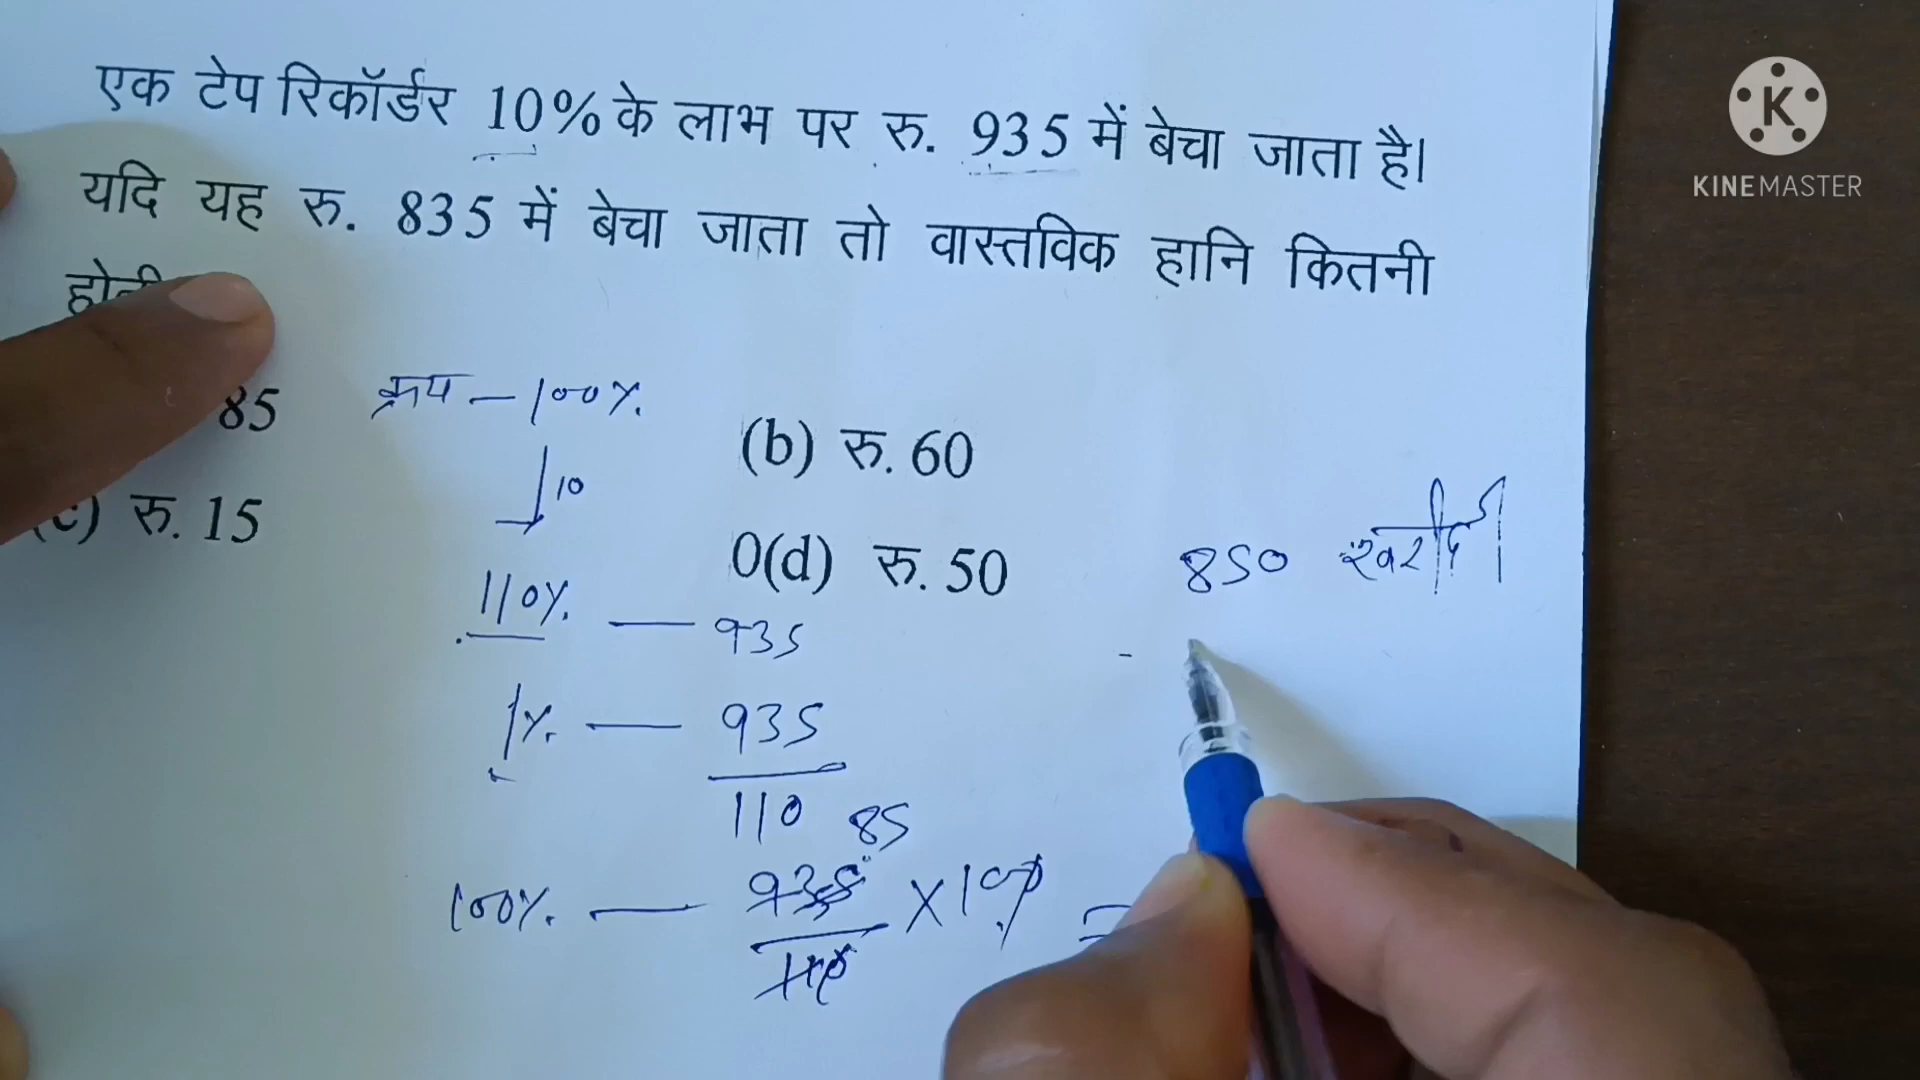 एक टेप रिकॉर्डर 10% के लाभ पर रु. 935 में बेचा जाता है।
यदि यह रु. 835 में बेचा जाता तो वास्तविक हानि कितनी
85
(b) रु. 60
(c) रु. 15
0(d) रु. 50
क्रय – 100%
10
110% — 935
1% — 935
110
85
100% — 935 × 100 =
110
850 खरीदी
-
K
KINEMASTER